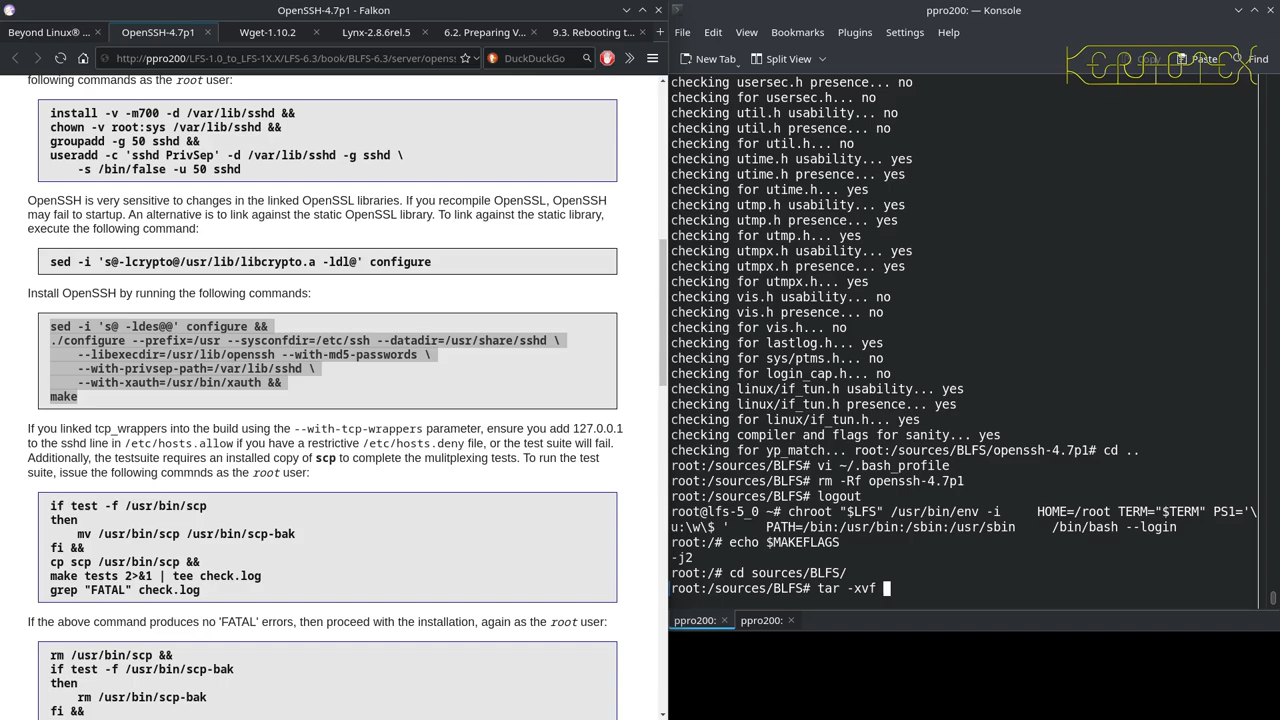 OpenSSH-4.7p1 - Falkon
Beyond Linux® ...
OpenSSH-4.7p1
Wget-1.10.2
Lynx-2.8.6rel.5
6.2. Preparing V...
9.3. Rebooting t...
http://ppro200/LFS-1.0_to_LFS-1X.X/LFS-6.3/book/BLFS-6.3/server/openss
DuckDuckGo
following commands as the root user:
install -v -m700 -d /var/lib/sshd &&
chown -v root:sys /var/lib/sshd &&
groupadd -g 50 sshd &&
useradd -c 'sshd PrivSep' -d /var/lib/sshd -g sshd \
-s /bin/false -u 50 sshd
OpenSSH is very sensitive to changes in the linked OpenSSL libraries. If you recompile OpenSSL, OpenSSH
may fail to startup. An alternative is to link against the static OpenSSL library. To link against the static library,
execute the following command:
sed -i 's@-lcrypto@/usr/lib/libcrypto.a -ldl@' configure
Install OpenSSH by running the following commands:
sed -i 's@ -ldes@@' configure &&
./configure --prefix=/usr --sysconfdir=/etc/ssh --datadir=/usr/share/sshd \
--libexecdir=/usr/lib/openssh --with-md5-passwords \
--with-privsep-path=/var/lib/sshd \
--with-xauth=/usr/bin/xauth &&
make
If you linked tcp_wrappers into the build using the --with-tcp-wrappers parameter, ensure you add 127.0.0.1
to the sshd line in /etc/hosts.allow if you have a restrictive /etc/hosts.deny file, or the test suite will fail.
Additionally, the testsuite requires an installed copy of scp to complete the mulitplexing tests. To run the test
suite, issue the following commnds as the root user:
if test -f /usr/bin/scp
then
mv /usr/bin/scp /usr/bin/scp-bak
fi &&
cp scp /usr/bin &&
make tests 2>&1 | tee check.log
grep "FATAL" check.log
If the above command produces no 'FATAL' errors, then proceed with the installation, again as the root user:
rm /usr/bin/scp &&
if test -f /usr/bin/scp-bak
then
rm /usr/bin/scp-bak
fi &&
ppro200: — Konsole
File Edit View Bookmarks Plugins Settings Help
New Tab
Split View
Copy
Paste
Find
checking usersec.h presence... no
checking for usersec.h... no
checking util.h usability... no
checking util.h presence... no
checking for util.h... no
checking utime.h usability... yes
checking utime.h presence... yes
checking for utime.h... yes
checking utmp.h usability... yes
checking utmp.h presence... yes
checking for utmp.h... yes
checking utmpx.h usability... yes
checking utmpx.h presence... yes
checking for utmpx.h... yes
checking vis.h usability... no
checking vis.h presence... no
checking for vis.h... no
checking for lastlog.h... yes
checking for sys/ptms.h... no
checking for login_cap.h... no
checking linux/if_tun.h usability... yes
checking linux/if_tun.h presence... yes
checking for linux/if_tun.h... yes
checking compiler and flags for sanity... yes
checking for yp_match... root:/sources/BLFS/openssh-4.7p1# cd ..
root:/sources/BLFS# vi ~/.bash_profile
root:/sources/BLFS# rm -Rf openssh-4.7p1
root:/sources/BLFS# logout
root@lfs-5_0 ~# chroot "$LFS" /usr/bin/env -i     HOME=/root TERM="$TERM" PS1='\
u:\w\$ '     PATH=/bin:/usr/bin:/sbin:/usr/sbin     /bin/bash --login
root:/# echo $MAKEFLAGS
-j2
root:/# cd sources/BLFS/
root:/sources/BLFS# tar -xvf
ppro200:
ppro200: